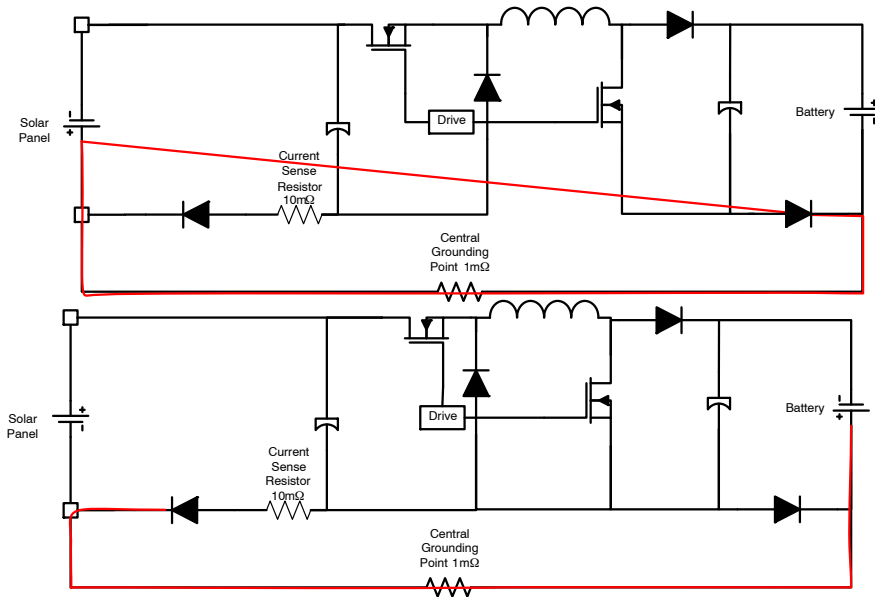 Solar
Panel
-
+
Current
Sense
Resistor
10mΩ
Drive
Battery
+
-
Central
Grounding
Point 1mΩ
Solar
Panel
+
-
Current
Sense
Resistor
10mΩ
Drive
Battery
-
+
Central
Grounding
Point 1mΩ